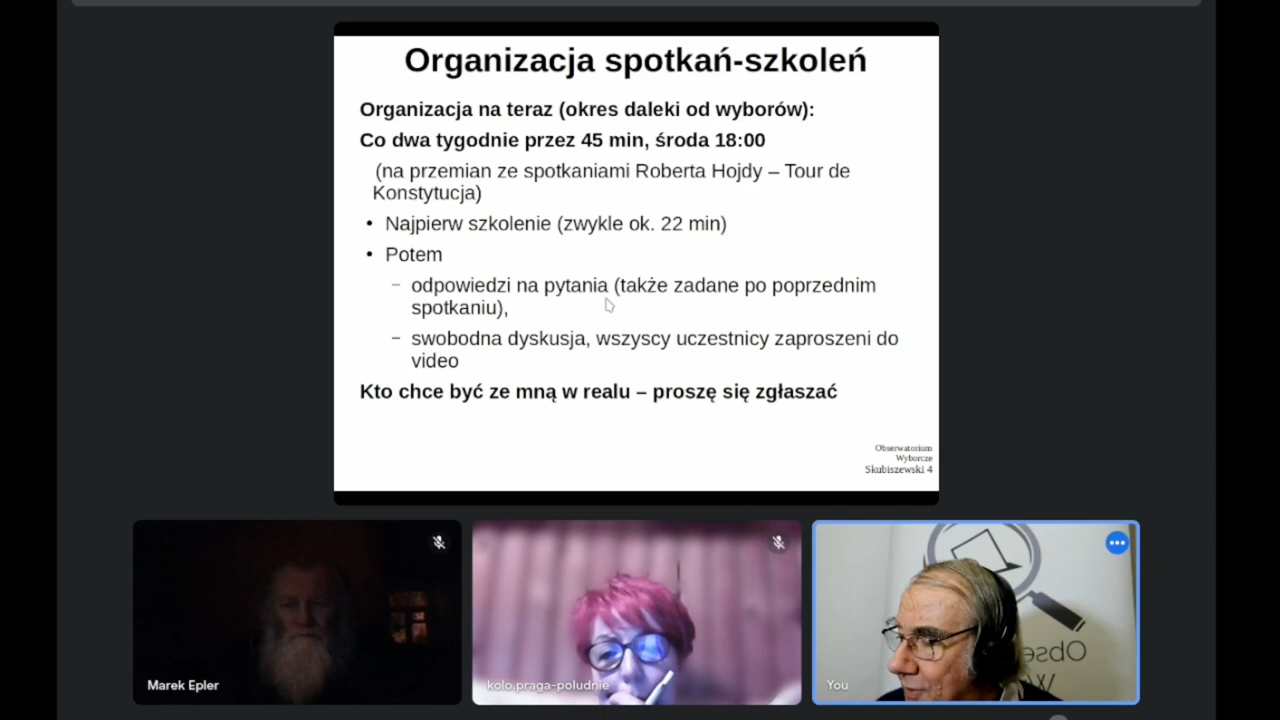 Organizacja spotkań-szkoleń
Organizacja na teraz (okres daleki od wyborów):
Co dwa tygodnie przez 45 min, środa 18:00
(na przemian ze spotkaniami Roberta Hojdy – Tour de
Konstytucja)
• Najpierw szkolenie (zwykle ok. 22 min)
• Potem
– odpowiedzi na pytania (także zadane po poprzednim
spotkaniu),
– swobodna dyskusja, wszyscy uczestnicy zaproszeni do
video
Kto chce być ze mną w realu – proszę się zgłaszać
Obserwatorium
Wyborcze
Skubiszewski 4
Marek Epler
kolo.praga-poludnie
You
Obse
W